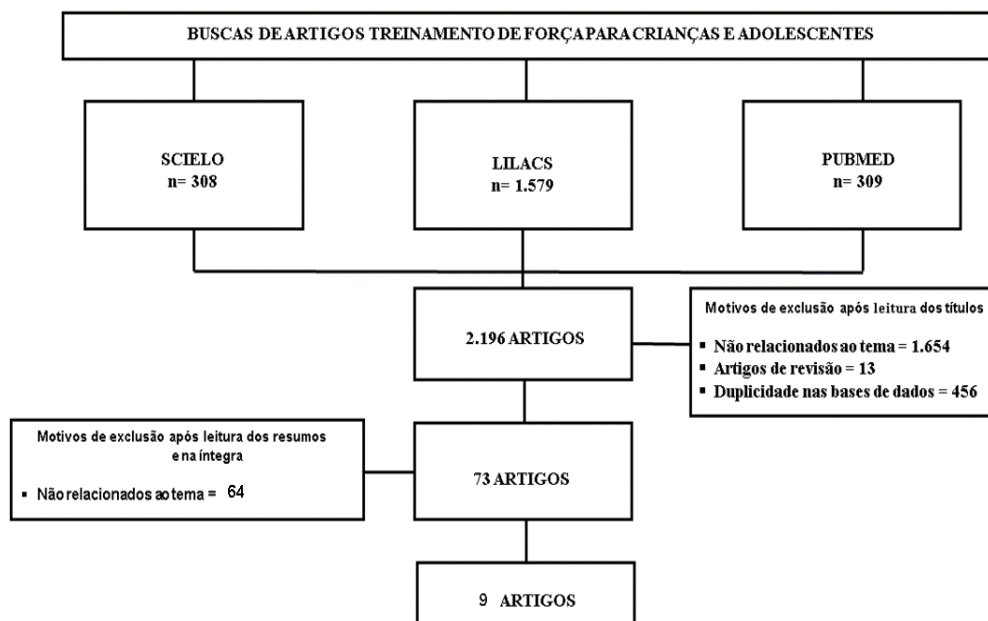 BUSCAS DE ARTIGOS TREINAMENTO DE FORÇA PARA CRIANÇAS E ADOLESCENTES
SCIELO
n= 308
LILACS
n= 1.579
PUBMED
n= 309
2.196 ARTIGOS
Motivos de exclusão após leitura dos títulos
▪ Não relacionados ao tema = 1.654
▪ Artigos de revisão = 13
▪ Duplicidade nas bases de dados = 456
Motivos de exclusão após leitura dos resumos
e na íntegra
▪ Não relacionados ao tema = 64
73 ARTIGOS
9 ARTIGOS